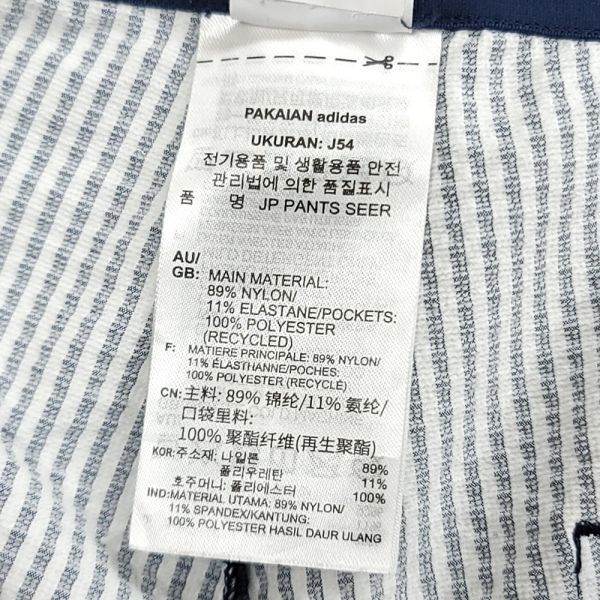 PAKAIAN adidas
UKURAN: J54
전기용품 및 생활용품 안전
관리법에 의한 품질표시
품 명 JP PANTS SEER
AU/
GB: MAIN MATERIAL:
89% NYLON/
11% ELASTANE/POCKETS:
100% POLYESTER
(RECYCLED)
F: MATIERE PRINCIPALE: 89% NYLON/
11% ÉLASTHANNE/POCHES:
100% POLYESTER (RECYCLÉ)
CN: 主料: 89% 锦纶/11% 氨纶/
口袋里料:
100% 聚酯纤维(再生聚酯)
KOR: 주소재: 나일론 89%
폴리우레탄 11%
호주머니: 폴리에스터 100%
IND: MATERIAL UTAMA: 89% NYLON/
11% SPANDEX/KANTUNG:
100% POLYESTER HASIL DAUR ULANG